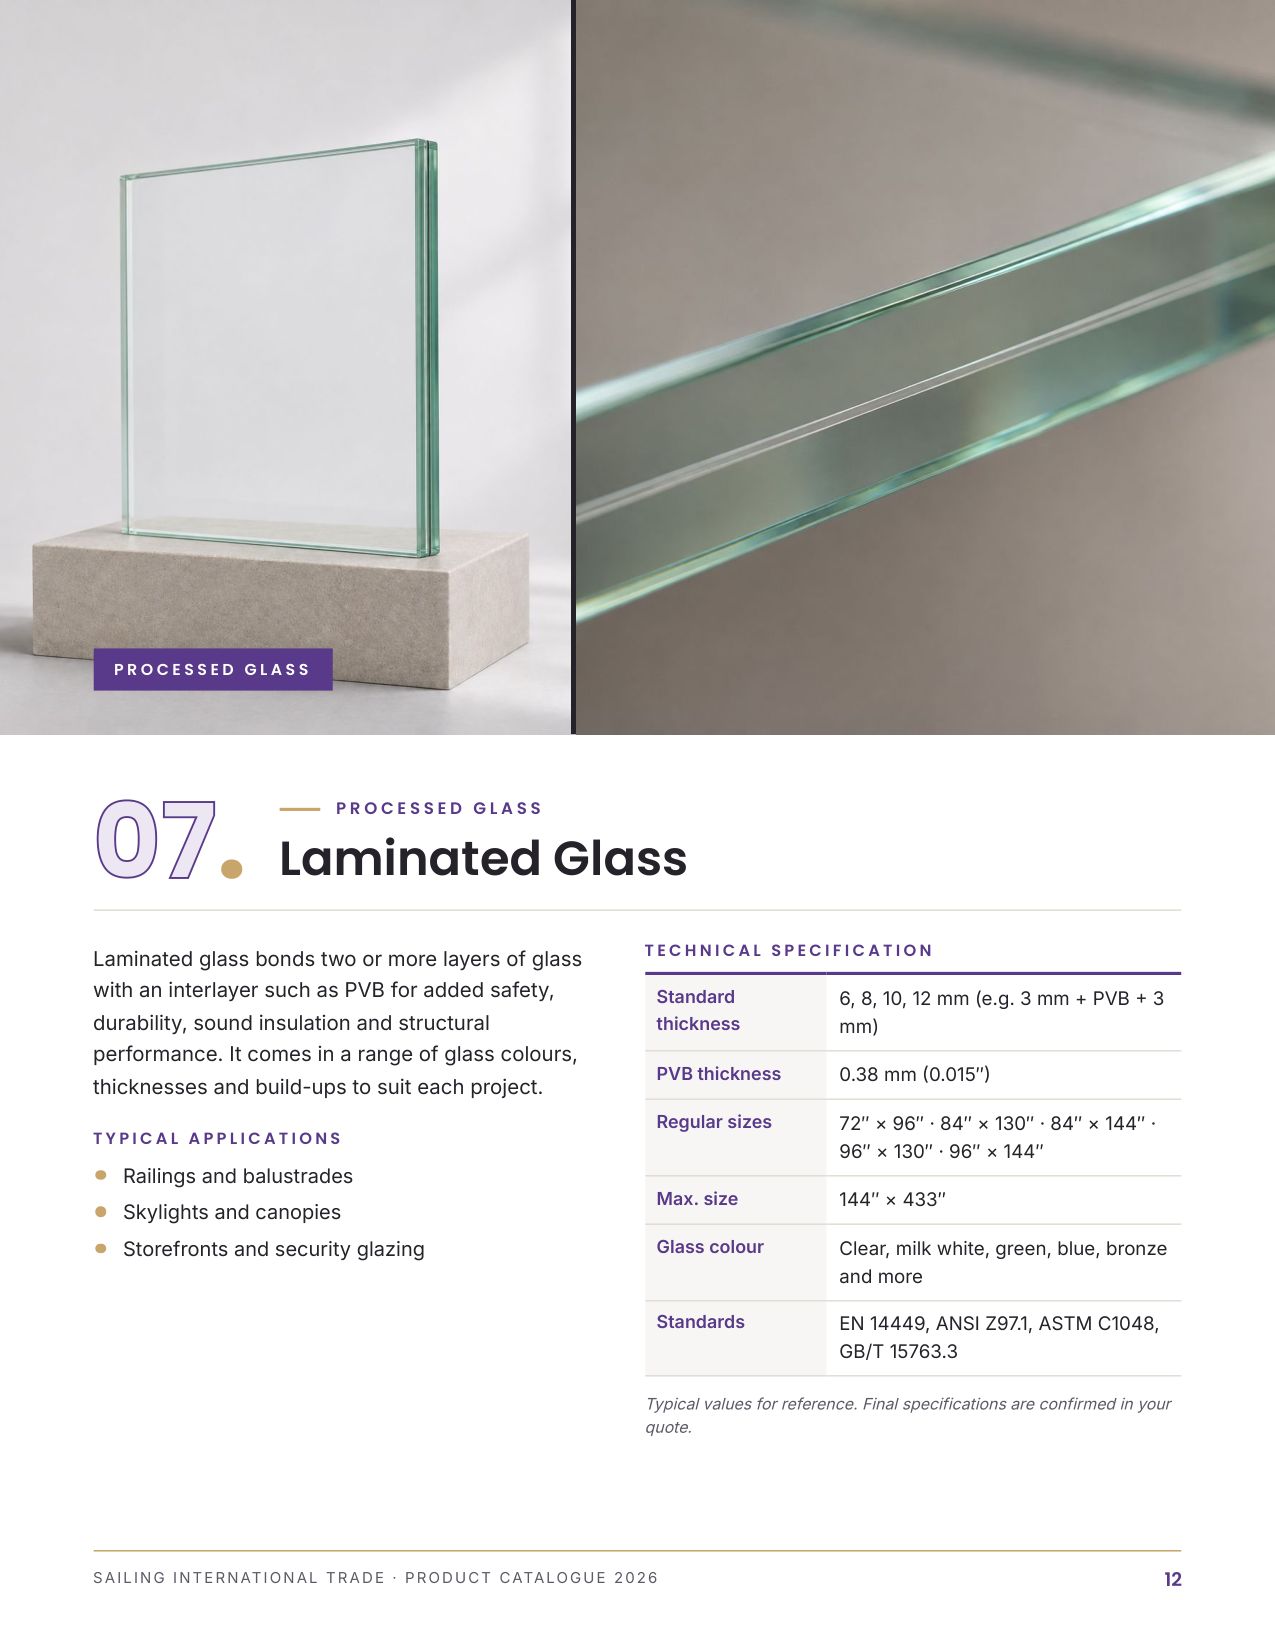 PROCESSED GLASS
07.
PROCESSED GLASS
Laminated Glass
Laminated glass bonds two or more layers of glass
with an interlayer such as PVB for added safety,
durability, sound insulation and structural
performance. It comes in a range of glass colours,
thicknesses and build-ups to suit each project.
TYPICAL APPLICATIONS
Railings and balustrades
Skylights and canopies
Storefronts and security glazing
TECHNICAL SPECIFICATION
Standard
thickness
6, 8, 10, 12 mm (e.g. 3 mm + PVB + 3
mm)
PVB thickness
0.38 mm (0.015″)
Regular sizes
72″ × 96″ · 84″ × 130″ · 84″ × 144″ ·
96″ × 130″ · 96″ × 144″
Max. size
144″ × 433″
Glass colour
Clear, milk white, green, blue, bronze
and more
Standards
EN 14449, ANSI Z97.1, ASTM C1048,
GB/T 15763.3
Typical values for reference. Final specifications are confirmed in your
quote.
SAILING INTERNATIONAL TRADE · PRODUCT CATALOGUE 2026
12